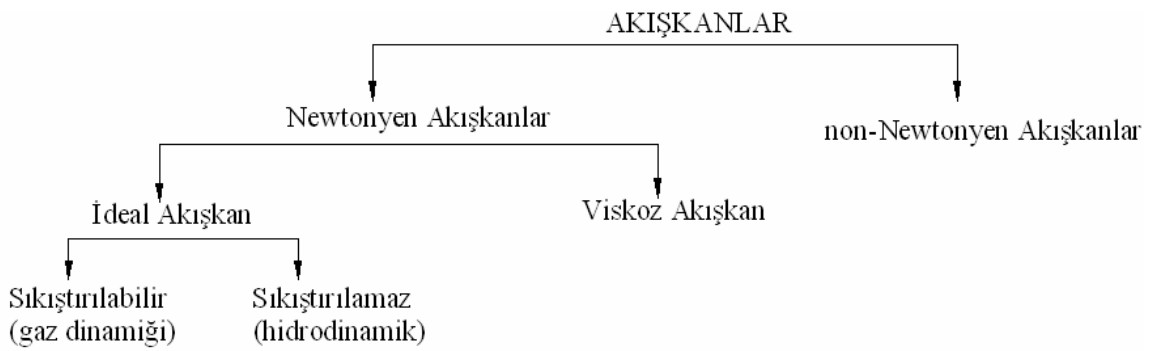 AKIŞKANLAR
Newtonyen Akışkanlar
non-Newtonyen Akışkanlar
İdeal Akışkan
Viskoz Akışkan
Sıkıştırılabilir
(gaz dinamiği)
Sıkıştırılamaz
(hidrodinamik)